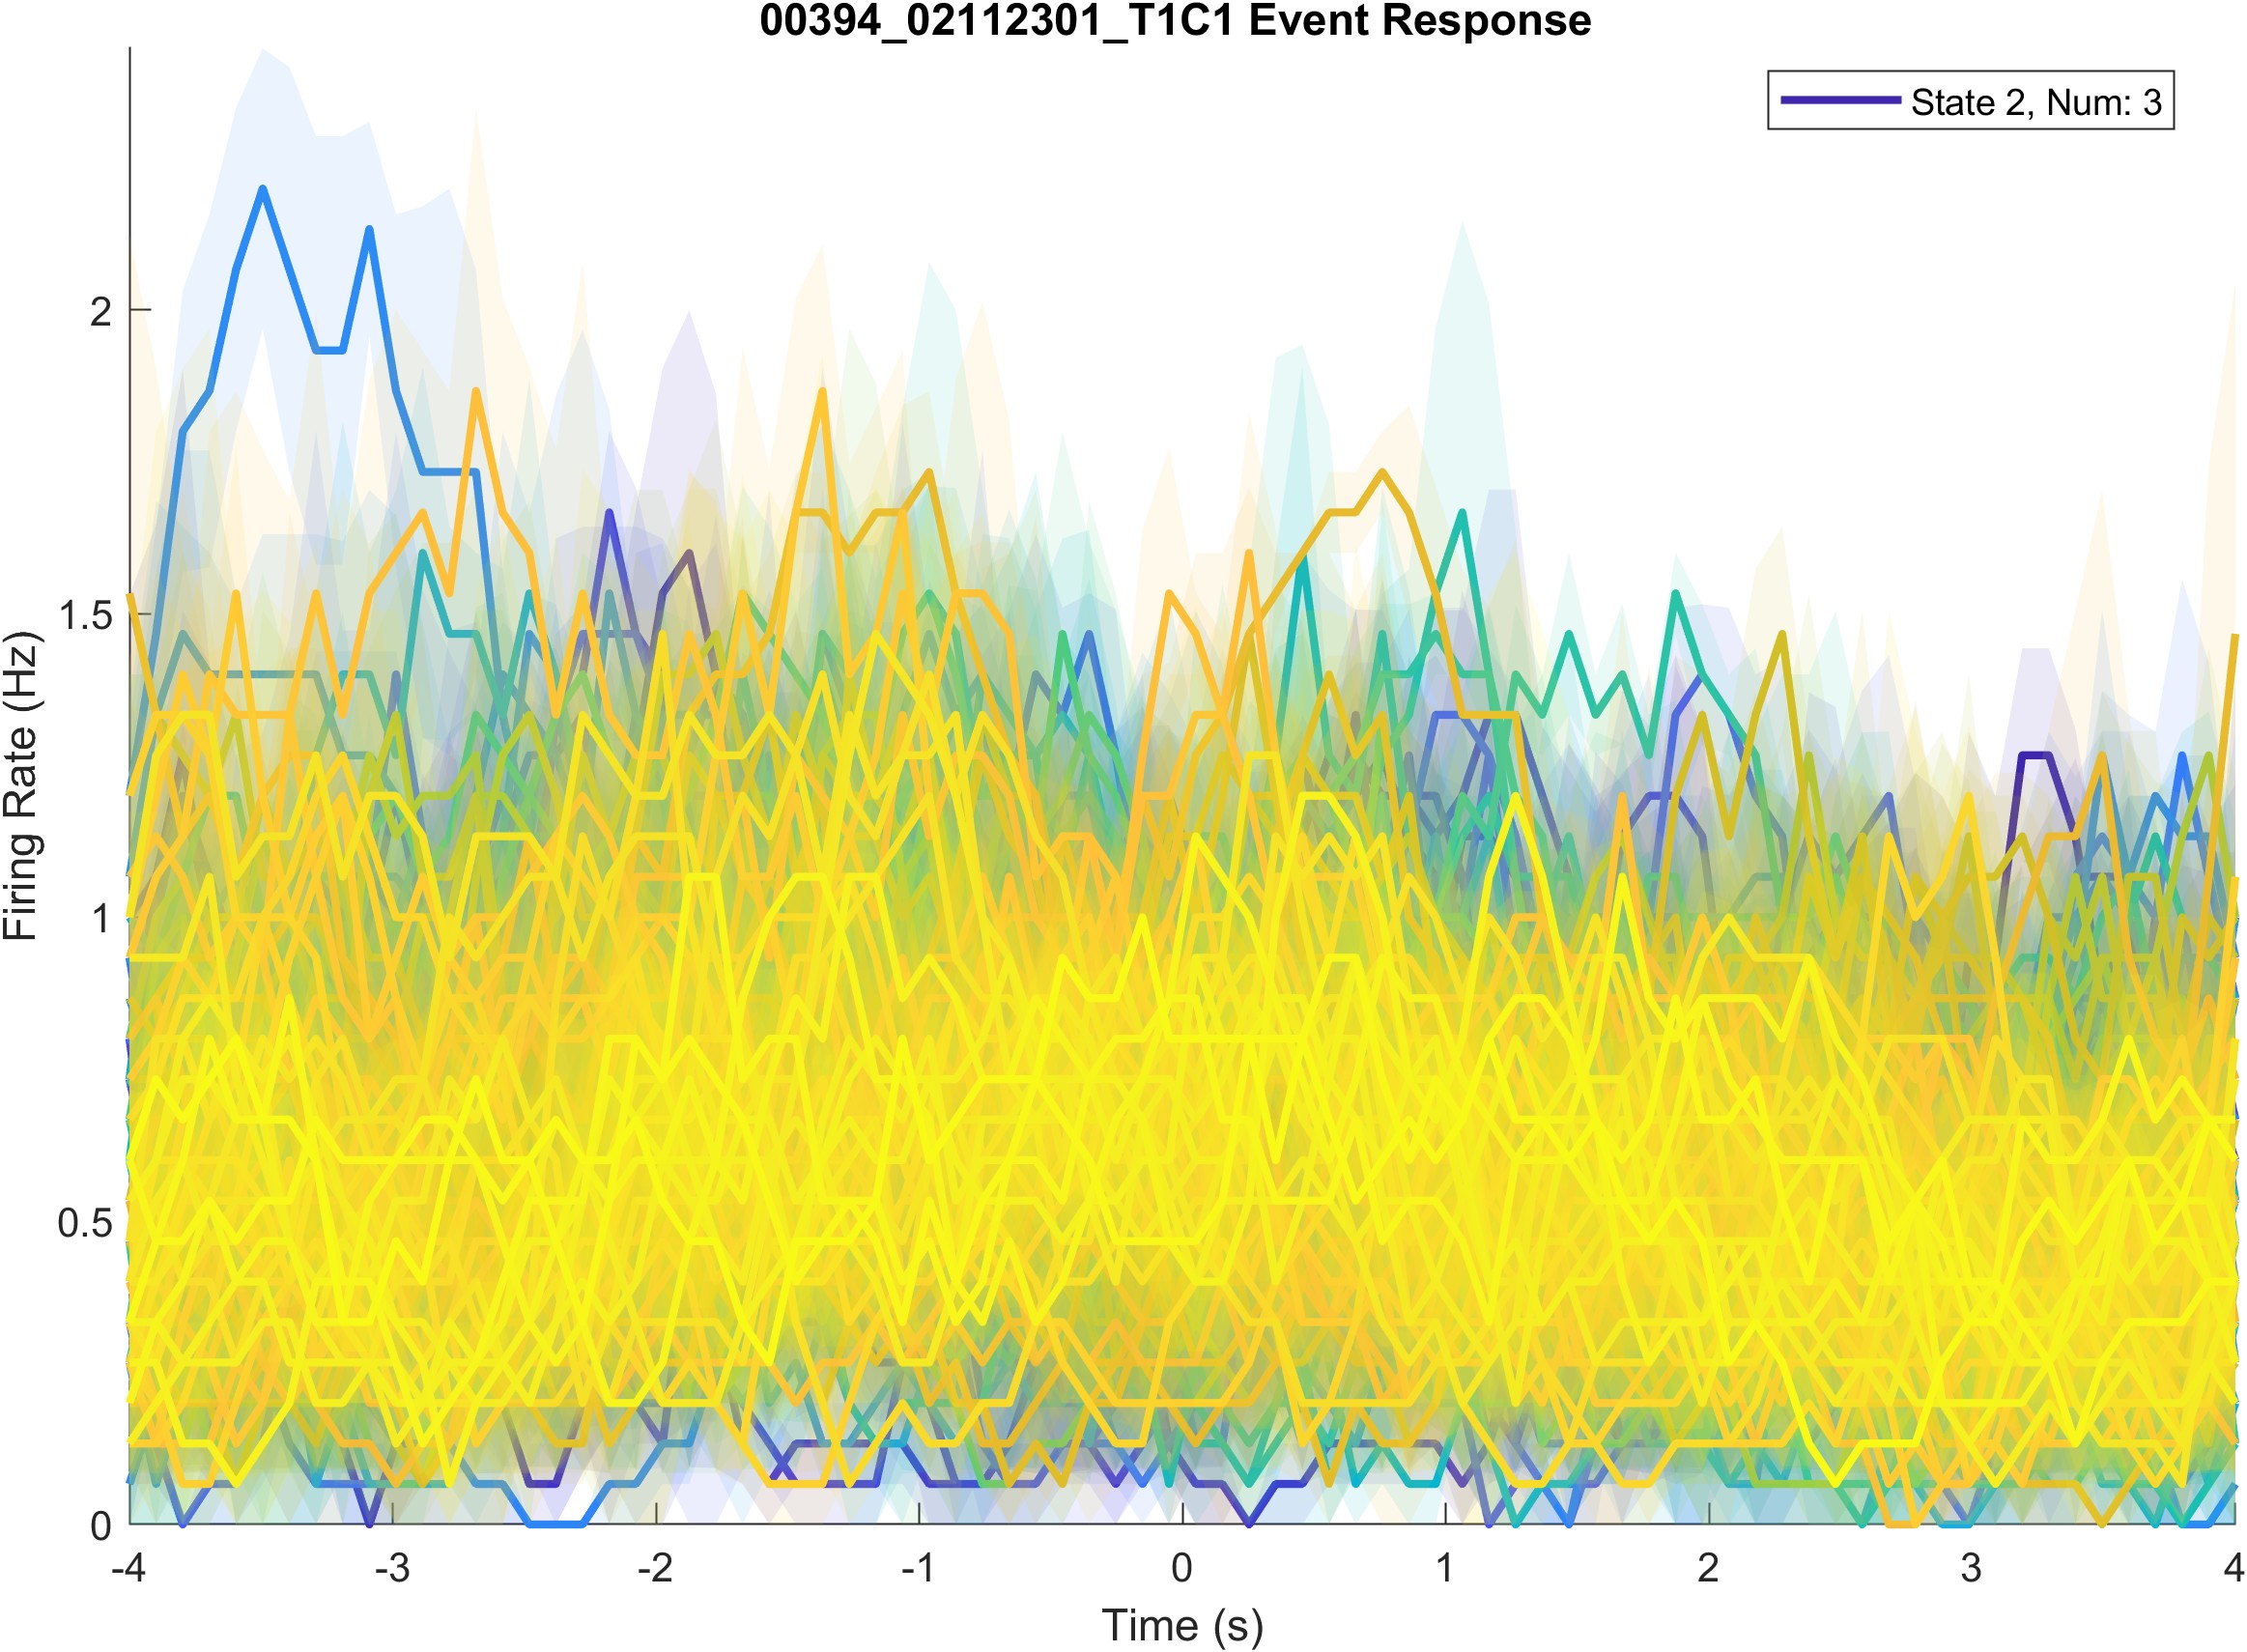 00394_02112301_T1C1 Event Response
State 2, Num: 3
Firing Rate (Hz)
2
1.5
1
0.5
0
-4 -3 -2 -1 0 1 2 3 4
Time (s)